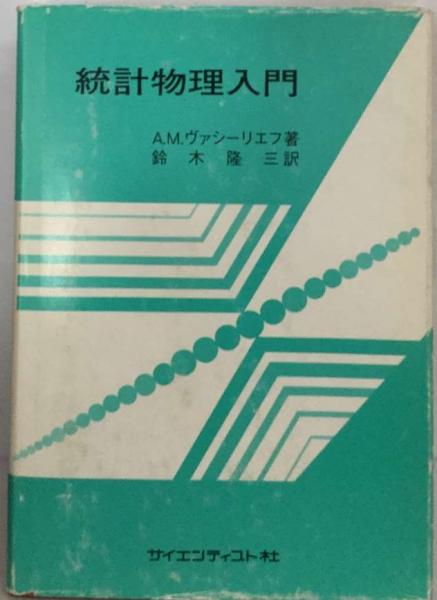 統計物理入門
A.M.ヴァシーリエフ著
鈴木隆三訳
サイエンティスト社